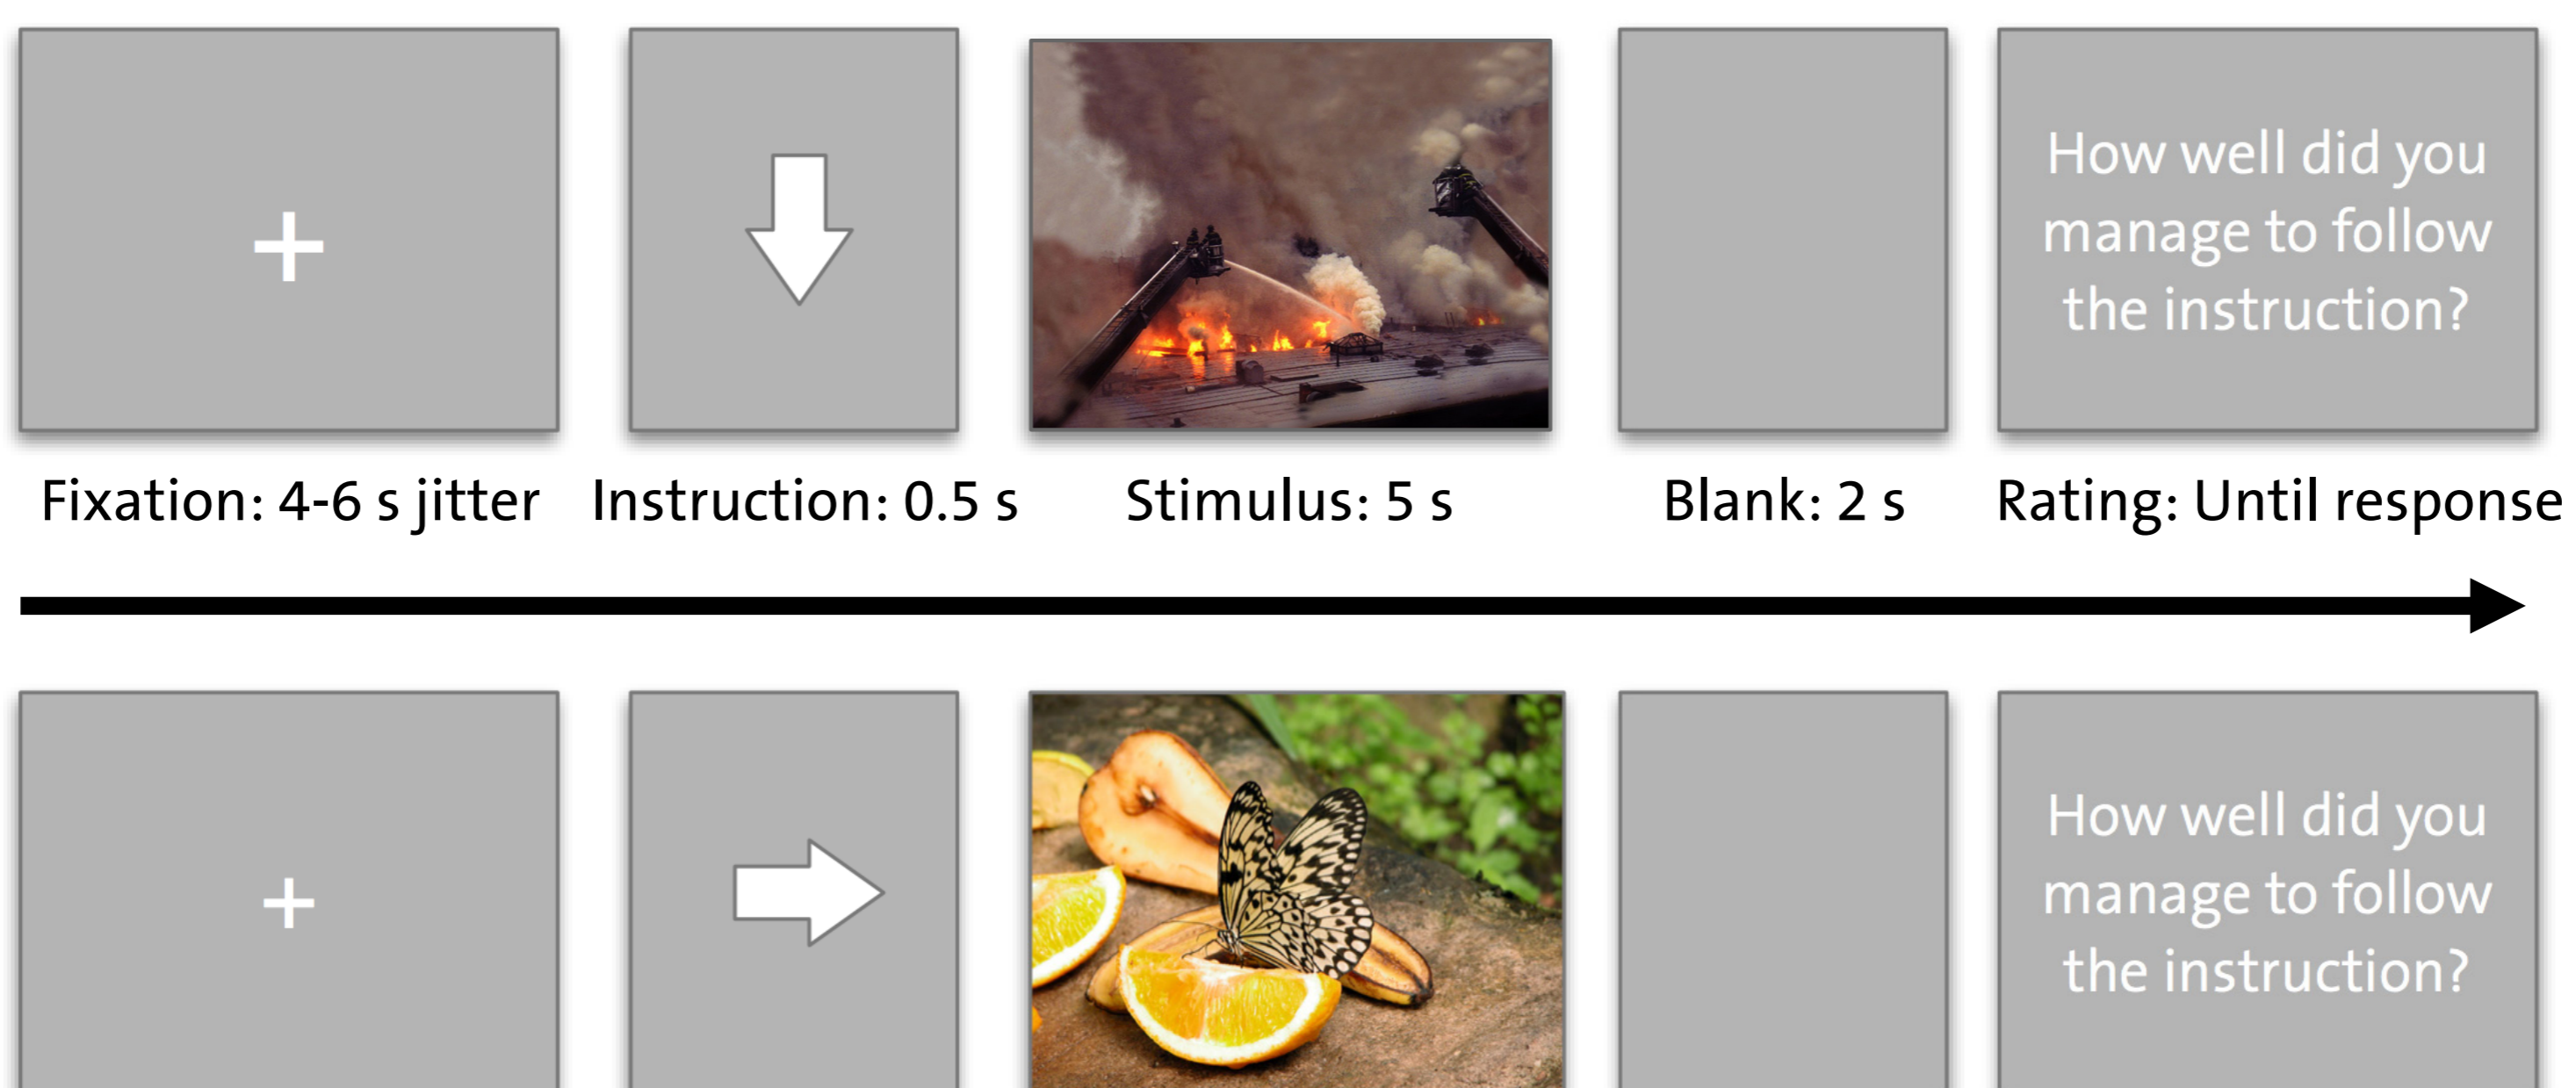 How well did you
manage to follow
the instruction?
Fixation: 4-6 s jitter
Instruction: 0.5 s
Stimulus: 5 s
Blank: 2 s
Rating: Until response
How well did you
manage to follow
the instruction?